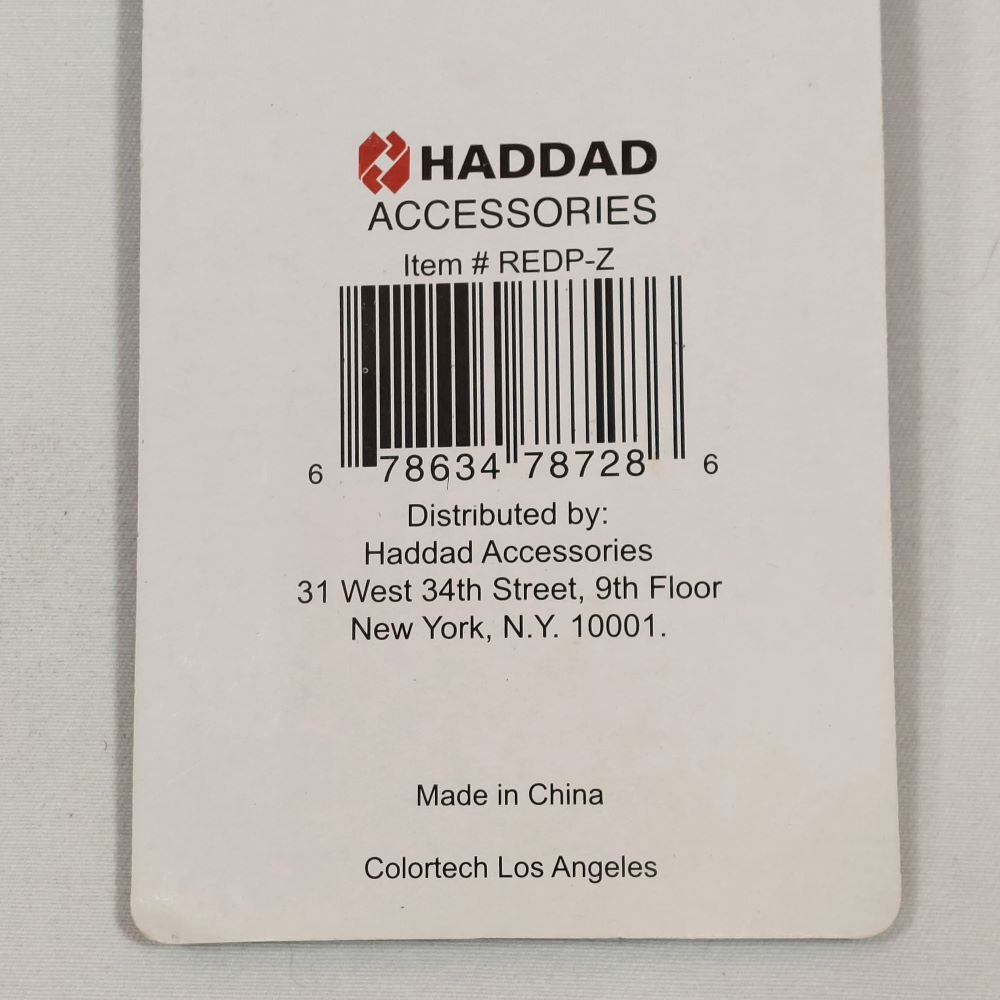 HADDAD
ACCESSORIES
Item # REDP-Z
6 78634 78728 6
Distributed by:
Haddad Accessories
31 West 34th Street, 9th Floor
New York, N.Y. 10001.
Made in China
Colortech Los Angeles